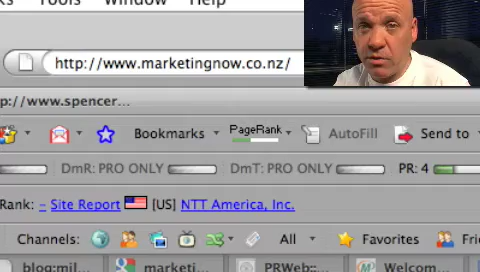 Tools Window Help
http://www.marketingnow.co.nz/
p://www.spencer...
Bookmarks PageRank AutoFill Send to
DmR: PRO ONLY DmT: PRO ONLY PR: 4
Rank: – Site Report [US] NTT America, Inc.
Channels: All Favorites Frie
blog:mil... marketi... PRWeb:: Welcom...